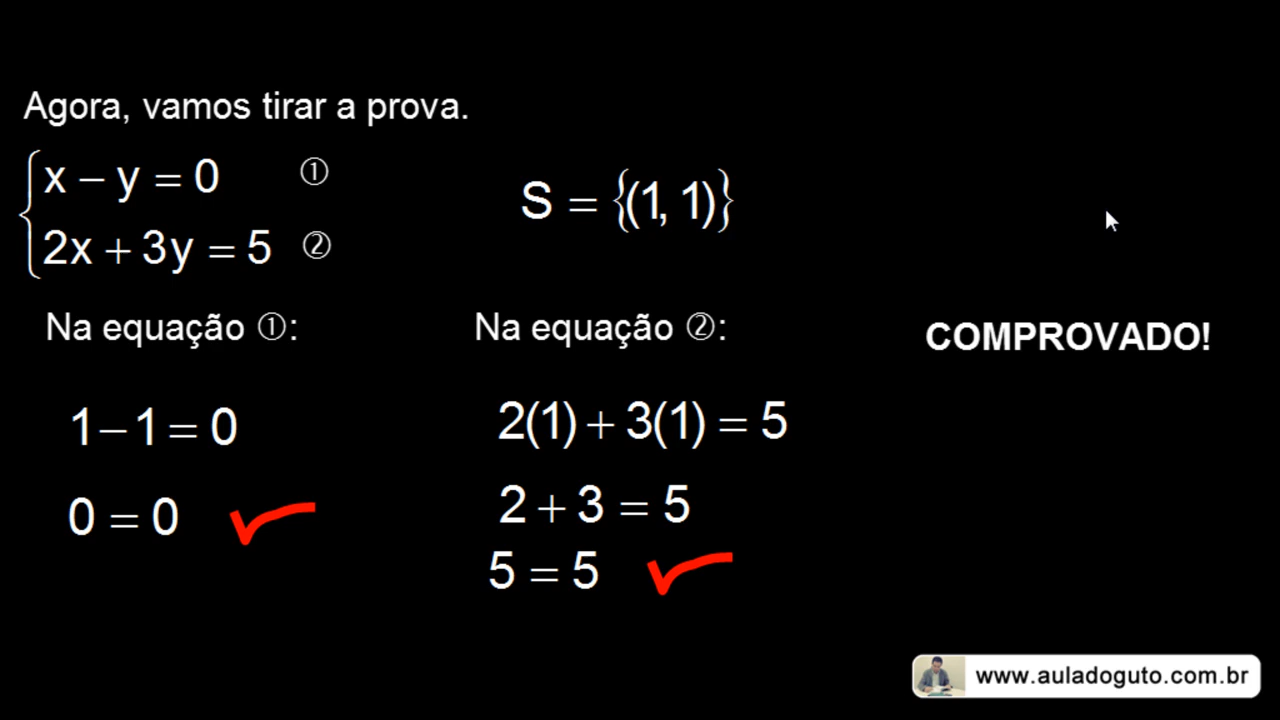 Agora, vamos tirar a prova.
x – y = 0 ①
2x + 3y = 5 ②
S = {(1, 1)}
Na equação ①:
1 – 1 = 0
0 = 0
Na equação ②:
2(1) + 3(1) = 5
2 + 3 = 5
5 = 5
COMPROVADO!
www.auladoguto.com.br